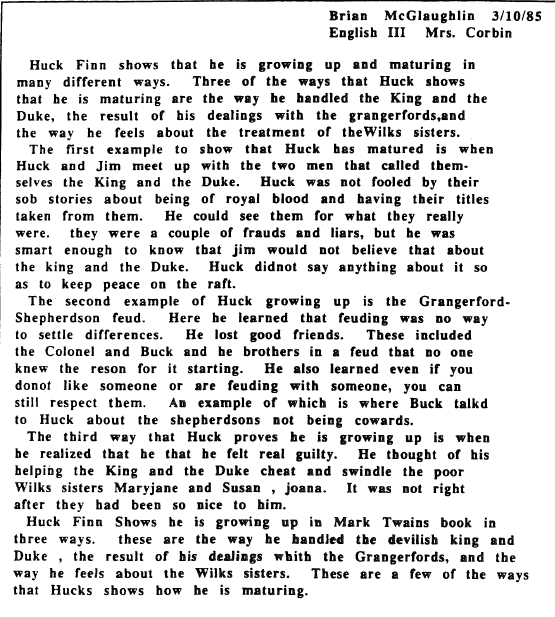 Brian McGlaughlin 3/10/85
English III Mrs. Corbin
Huck Finn shows that he is growing up and maturing in
many different ways. Three of the ways that Huck shows
that he is maturing are the way he handled the King and the
Duke, the result of his dealings with the grangerfords,and
the way he feels about the treatment of theWilks sisters.
The first example to show that Huck has matured is when
Huck and Jim meet up with the two men that called them-
selves the King and the Duke. Huck was not fooled by their
sob stories about being of royal blood and having their titles
taken from them. He could see them for what they really
were. they were a couple of frauds and liars, but he was
smart enough to know that jim would not believe that about
the king and the Duke. Huck didnot say anything about it so
as to keep peace on the raft.
The second example of Huck growing up is the Grangerford-
Shepherdson feud. Here he learned that feuding was no way
to settle differences. He lost good friends. These included
the Colonel and Buck and he brothers in a feud that no one
knew the reson for it starting. He also learned even if you
donot like someone or are feuding with someone, you can
still respect them. An example of which is where Buck talkd
to Huck about the shepherdsons not being cowards.
The third way that Huck proves he is growing up is when
he realized that he that he felt real guilty. He thought of his
helping the King and the Duke cheat and swindle the poor
Wilks sisters Maryjane and Susan , joana. It was not right
after they had been so nice to him.
Huck Finn Shows he is growing up in Mark Twains book in
three ways. these are the way he handled the devilish king and
Duke , the result of his dealings whith the Grangerfords, and the
way he feels about the Wilks sisters. These are a few of the ways
that Hucks shows how he is maturing.